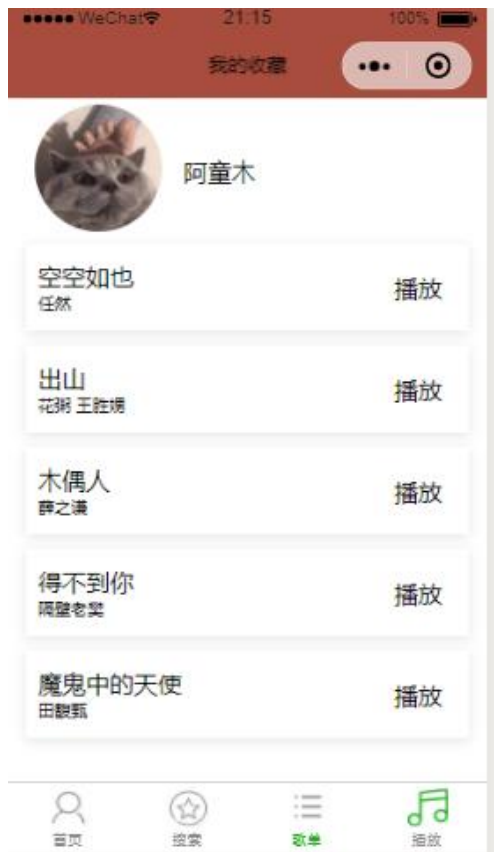 WeChat 21:15 100%
我的收藏
阿童木
空空如也
任然
播放
出山
花粥 王胜娚
播放
木偶人
薛之谦
播放
得不到你
隔壁老樊
播放
魔鬼中的天使
田馥甄
播放
首页 搜索 歌单 播放